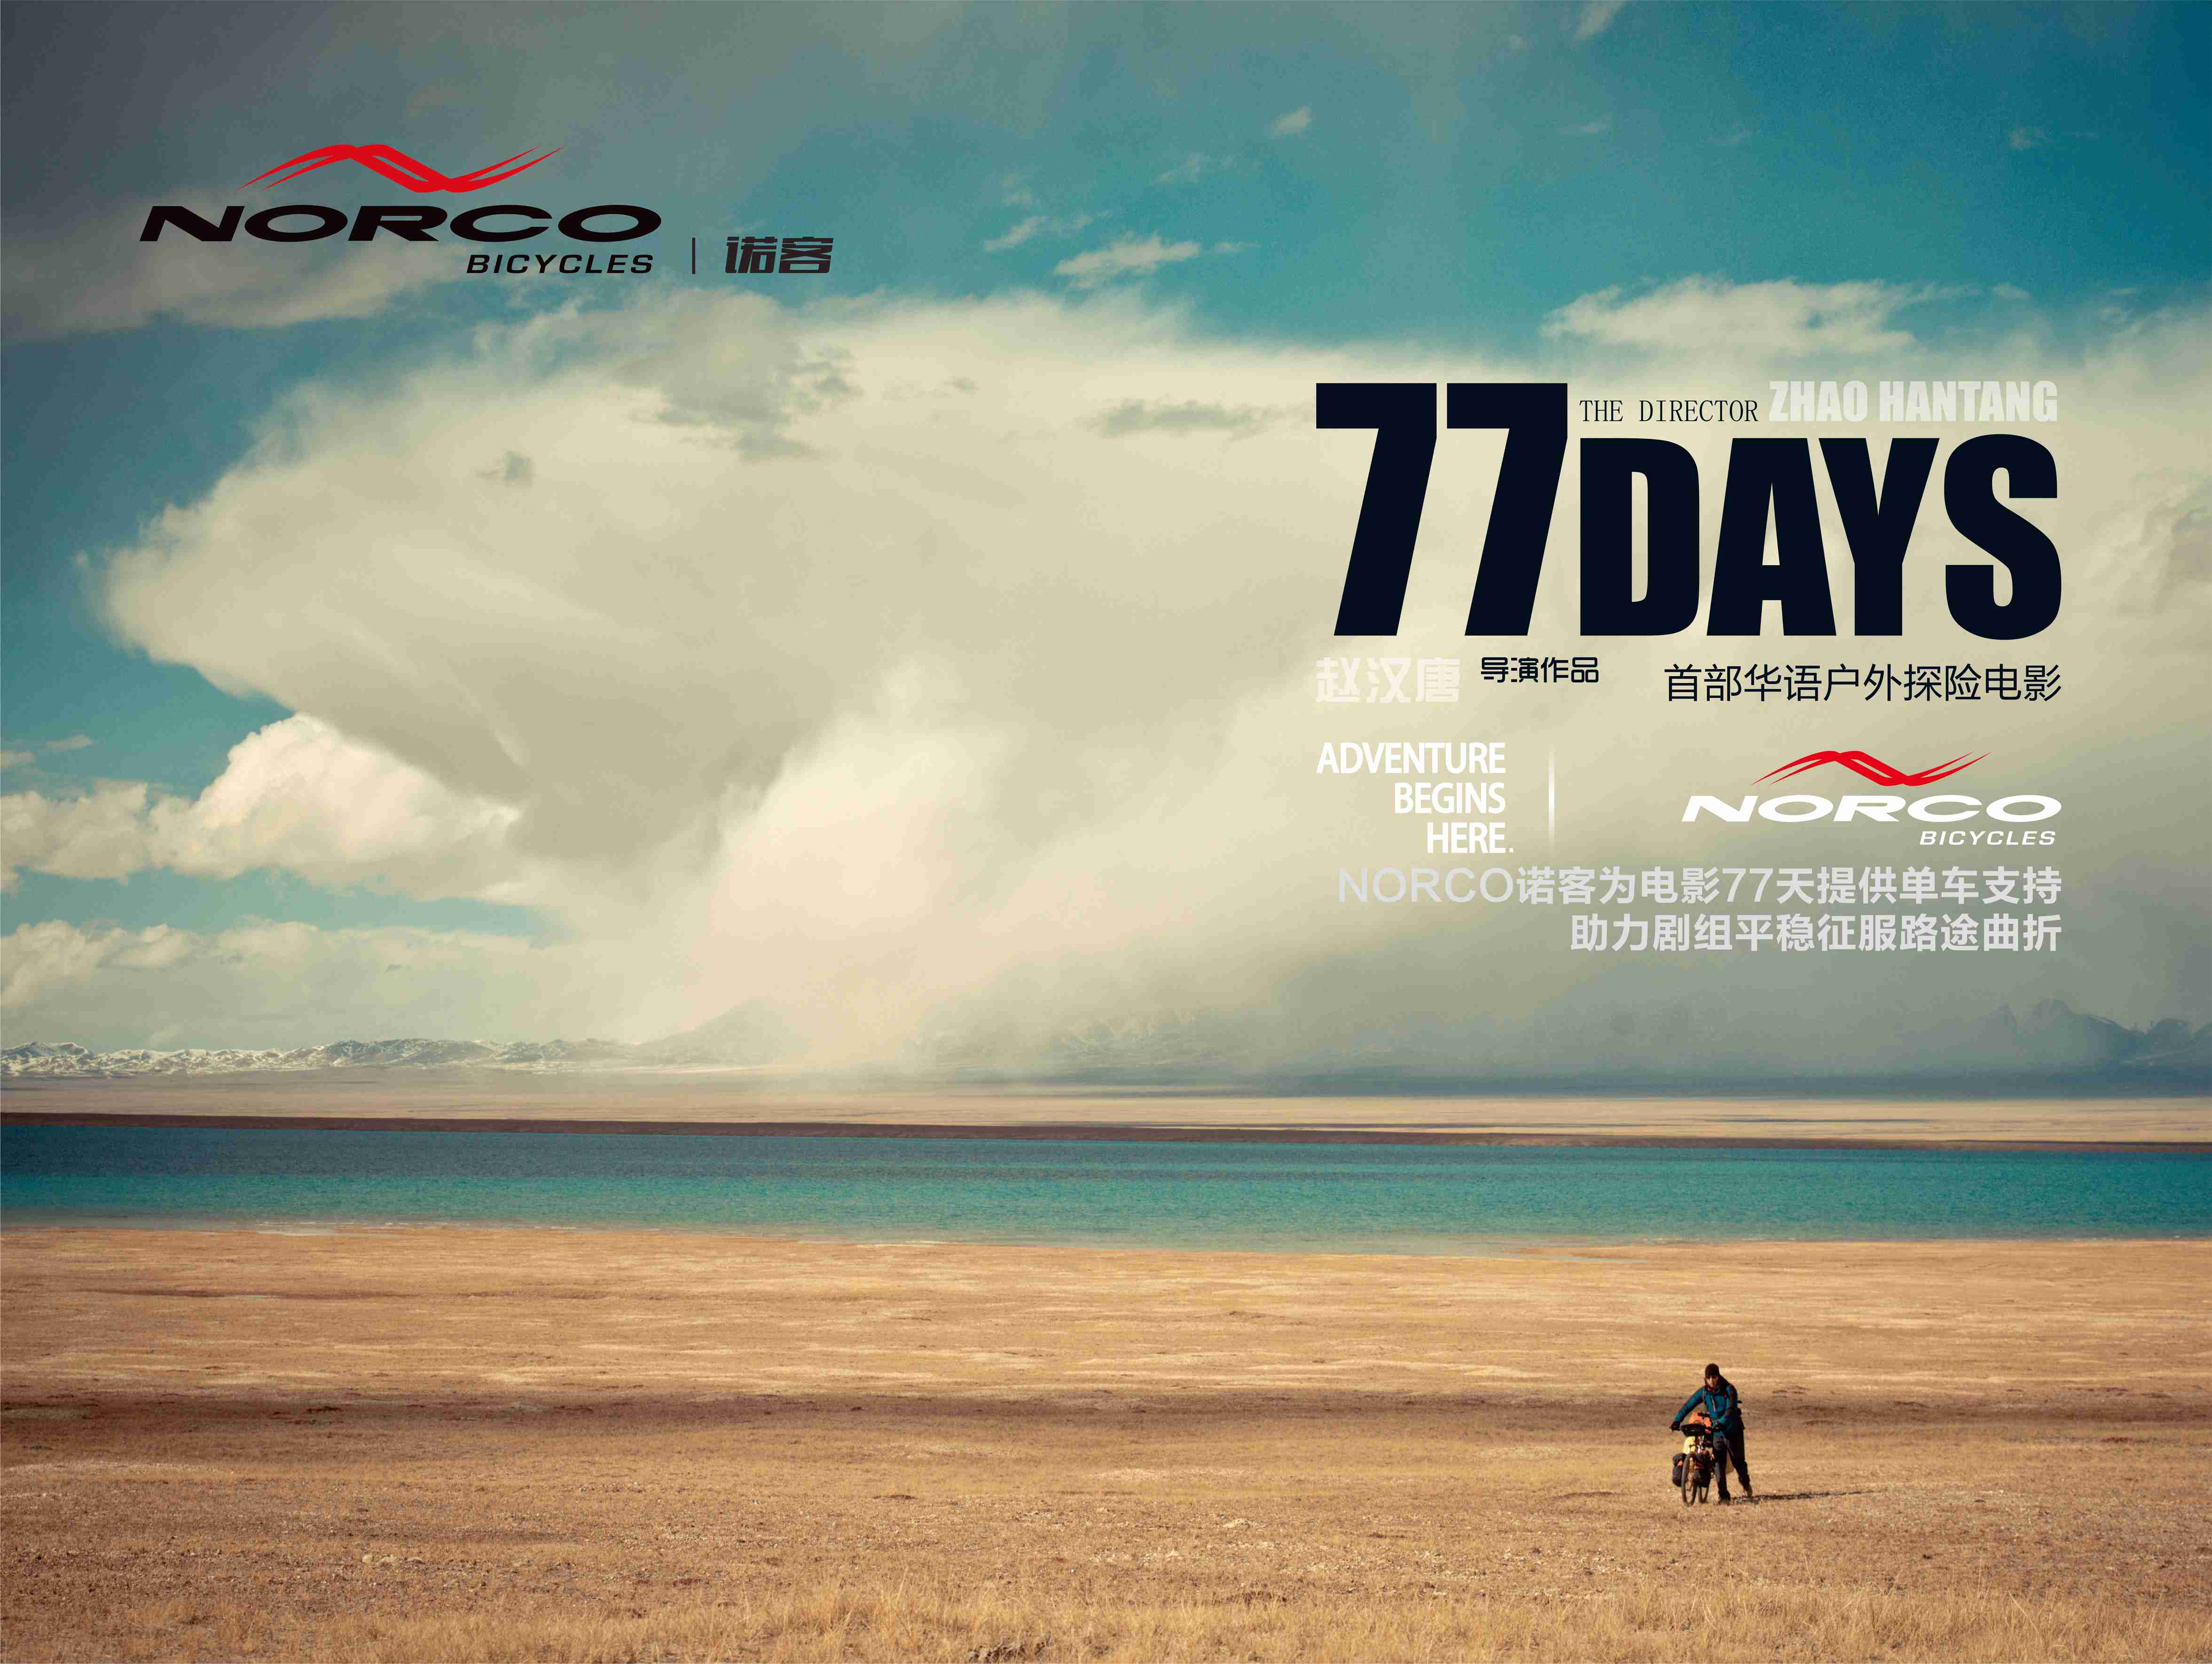 NORCO
BICYCLES | 诺客
THE DIRECTOR ZHAO HANTANG
77DAYS
赵汉唐 导演作品 首部华语户外探险电影
ADVENTURE
BEGINS
HERE.
NORCO
BICYCLES
NORCO诺客为电影77天提供单车支持
助力剧组平稳征服路途曲折